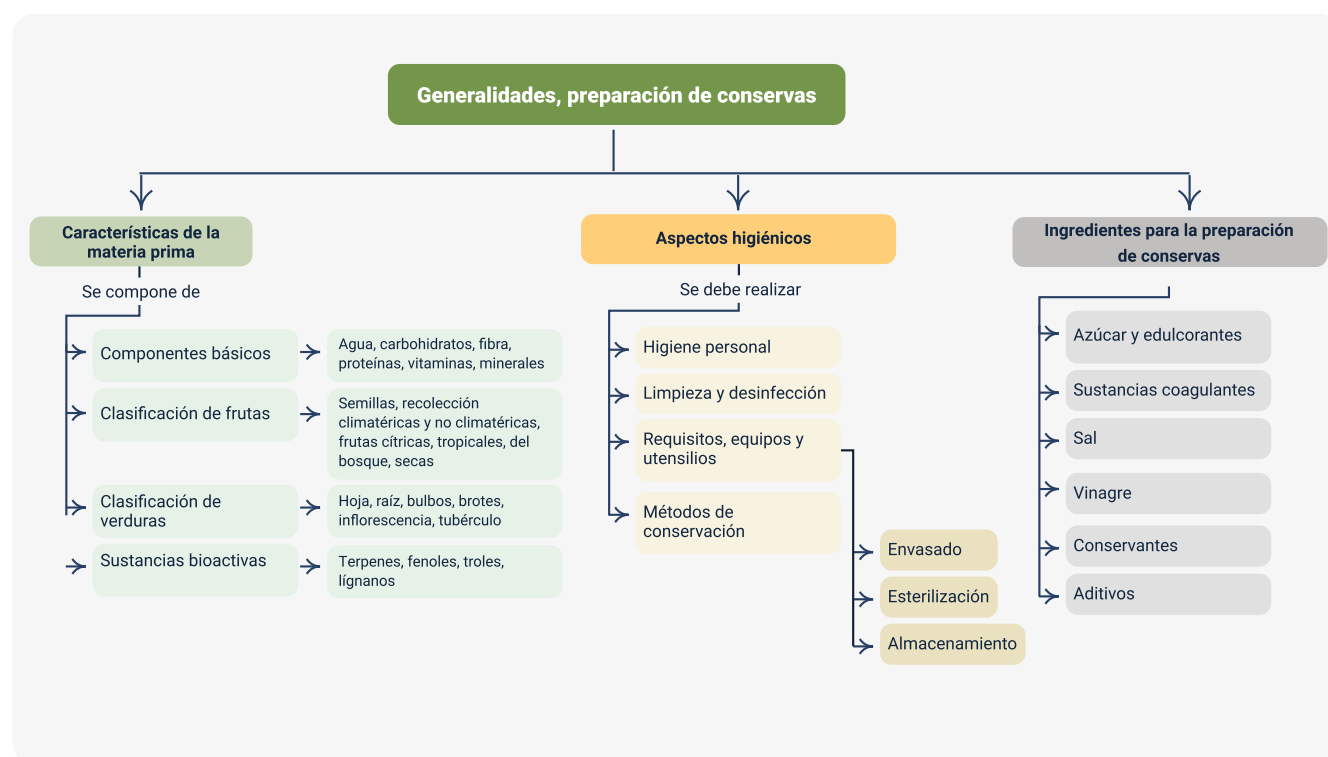 Generalidades, preparación de conservas
Características de la
materia prima
Se compone de
Componentes básicos
Agua, carbohidratos, fibra,
proteínas, vitaminas, minerales
Clasificación de frutas
Semillas, recolección
climatéricas y no climatéricas,
frutas cítricas, tropicales, del
bosque, secas
Clasificación de
verduras
Hoja, raíz, bulbos, brotes,
inflorescencia, tubérculo
Sustancias bioactivas
Terpenes, fenoles, troles,
lígnanos
Aspectos higiénicos
Se debe realizar
Higiene personal
Limpieza y desinfección
Requisitos, equipos y
utensilios
Métodos de
conservación
Envasado
Esterilización
Almacenamiento
Ingredientes para la preparación
de conservas
Azúcar y edulcorantes
Sustancias coagulantes
Sal
Vinagre
Conservantes
Aditivos